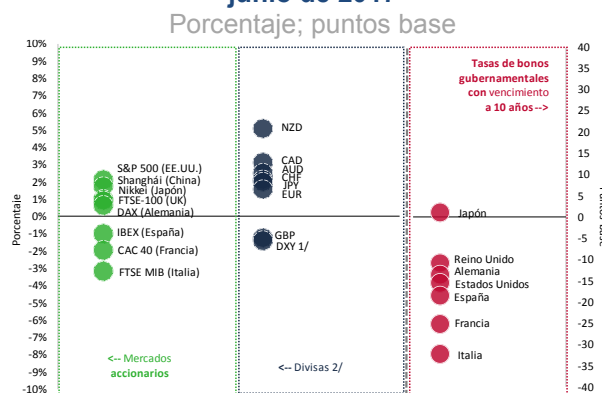 junio de 2017
Porcentaje; puntos base
10%
9%
8%
7%
6%
5%
4%
3%
2%
1%
0%
-1%
-2%
-3%
-4%
-5%
-6%
-7%
-8%
-9%
-10%
Porcentaje
S&P 500 (EE.UU.)
Shanghái (China)
Nikkei (Japón)
FTSE-100 (UK)
DAX (Alemania)
IBEX (España)
CAC 40 (Francia)
FTSE MIB (Italia)
<-- Mercados
accionarios
NZD
CAD
AUD
CHF
JPY
EUR
GBP
DXY 1/
<-- Divisas 2/
Tasas de bonos
gubernamentales
con vencimiento
a 10 años -->
Japón
Reino Unido
Alemania
Estados Unidos
España
Francia
Italia
40
35
30
25
20
15
10
5
0
-5
-10
-15
-20
-25
-30
-35
-40